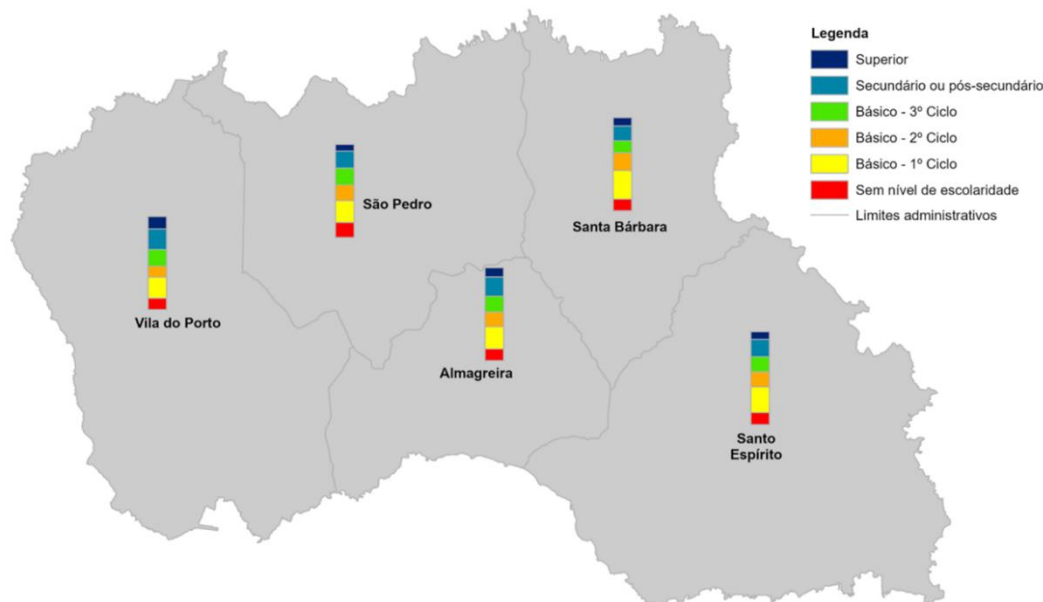 Legenda
Superior
Secundário ou pós-secundário
Básico - 3º Ciclo
Básico - 2º Ciclo
Básico - 1º Ciclo
Sem nível de escolaridade
Limites administrativos
São Pedro
Santa Bárbara
Vila do Porto
Almagreira
Santo
Espírito